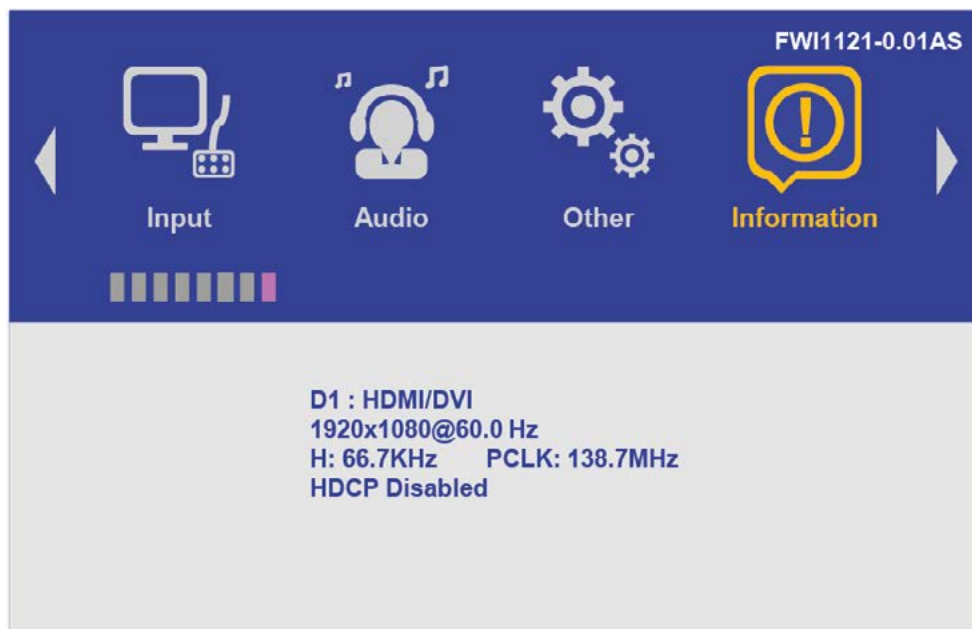 FWI1121-0.01AS
Input Audio Other Information
D1 : HDMI/DVI
1920x1080@60.0 Hz
H: 66.7KHz PCLK: 138.7MHz
HDCP Disabled